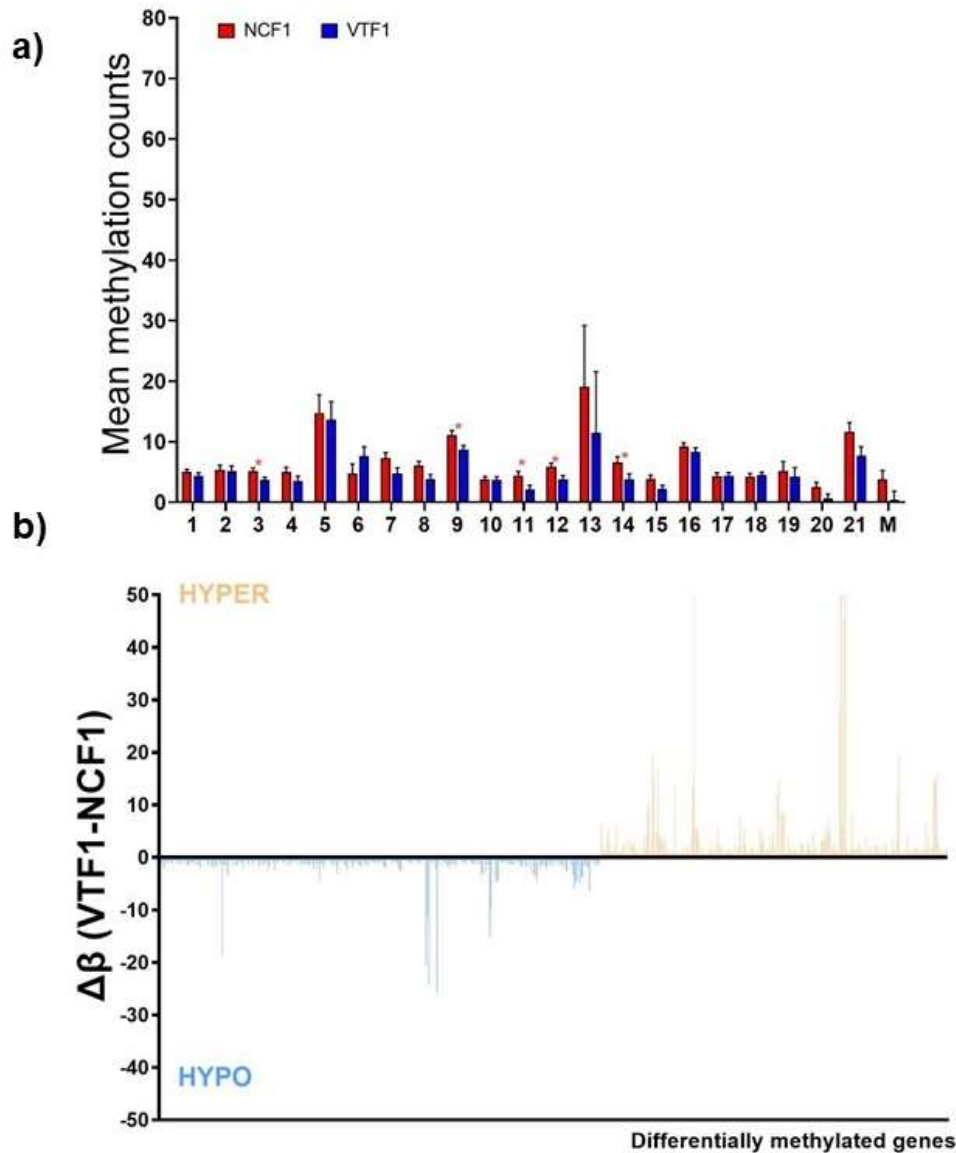 a)
Mean methylation counts
80
70
60
50
40
30
20
10
0
NCF1 VTF1
* * * * *
1 2 3 4 5 6 7 8 9 10 11 12 13 14 15 16 17 18 19 20 21 M
b)
Δβ (VTF1-NCF1)
50
40
30
20
10
0
-10
-20
-30
-40
-50
HYPER
HYPO
Differentially methylated genes